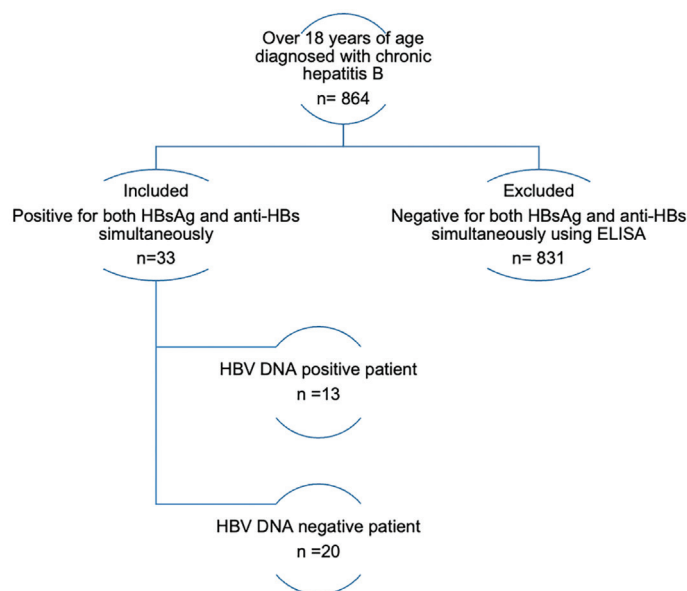 Over 18 years of age
diagnosed with chronic
hepatitis B
n= 864
Included
Positive for both HBsAg and anti-HBs
simultaneously
n=33
Excluded
Negative for both HBsAg and anti-HBs
simultaneously using ELISA
n= 831
HBV DNA positive patient
n =13
HBV DNA negative patient
n =20